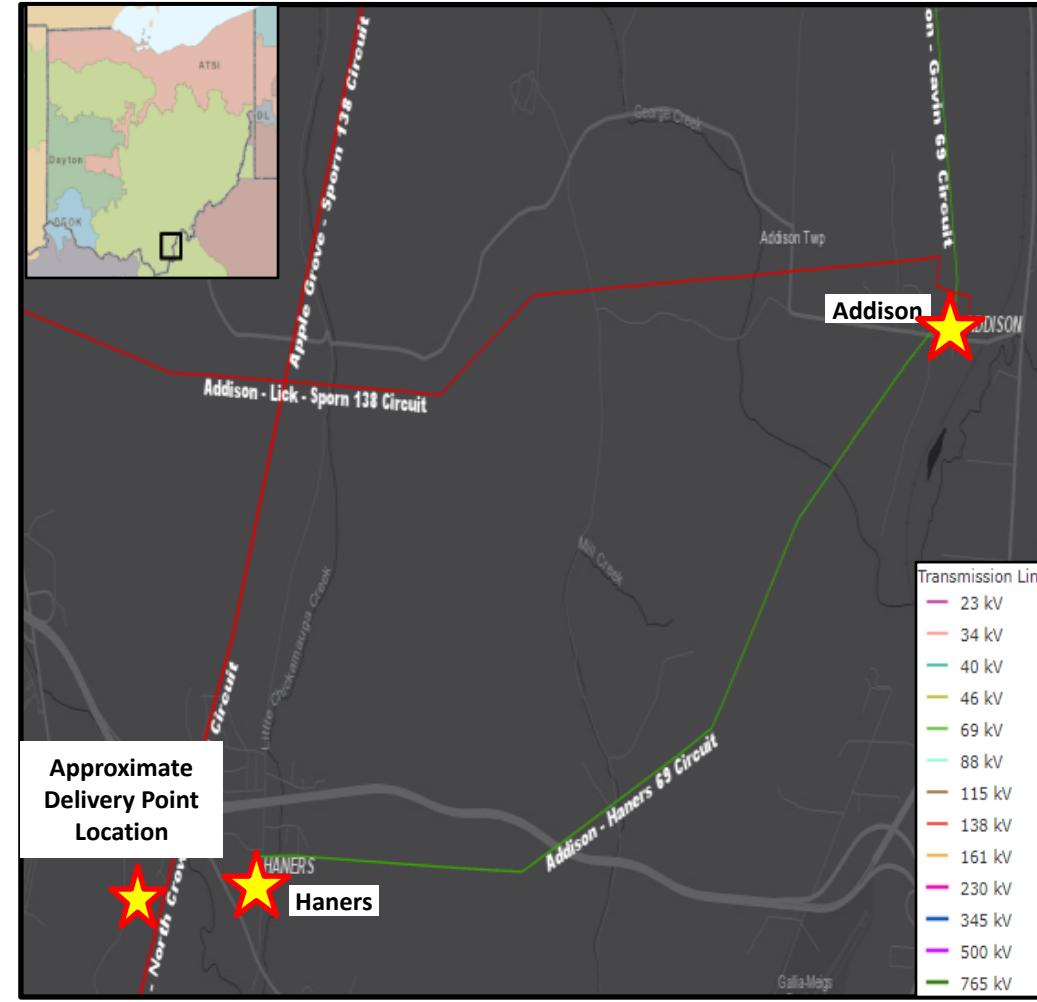 ATSI
DL
Dayton
DEOK
Apple Grove - Sporn 138 Circuit
on - Gavin 69 Circuit
George Creek
Addison Twp
Addison
DDISON
Addison - Lick - Sporn 138 Circuit
Mill Creek
Little Chickamauga Creek
Circuit
Approximate
Delivery Point
Location
Addison - Haners 69 Circuit
HANERS
Haners
- North Crow
Gallia-Meigs
Transmission Lin
23 kV
34 kV
40 kV
46 kV
69 kV
88 kV
115 kV
138 kV
161 kV
230 kV
345 kV
500 kV
765 kV